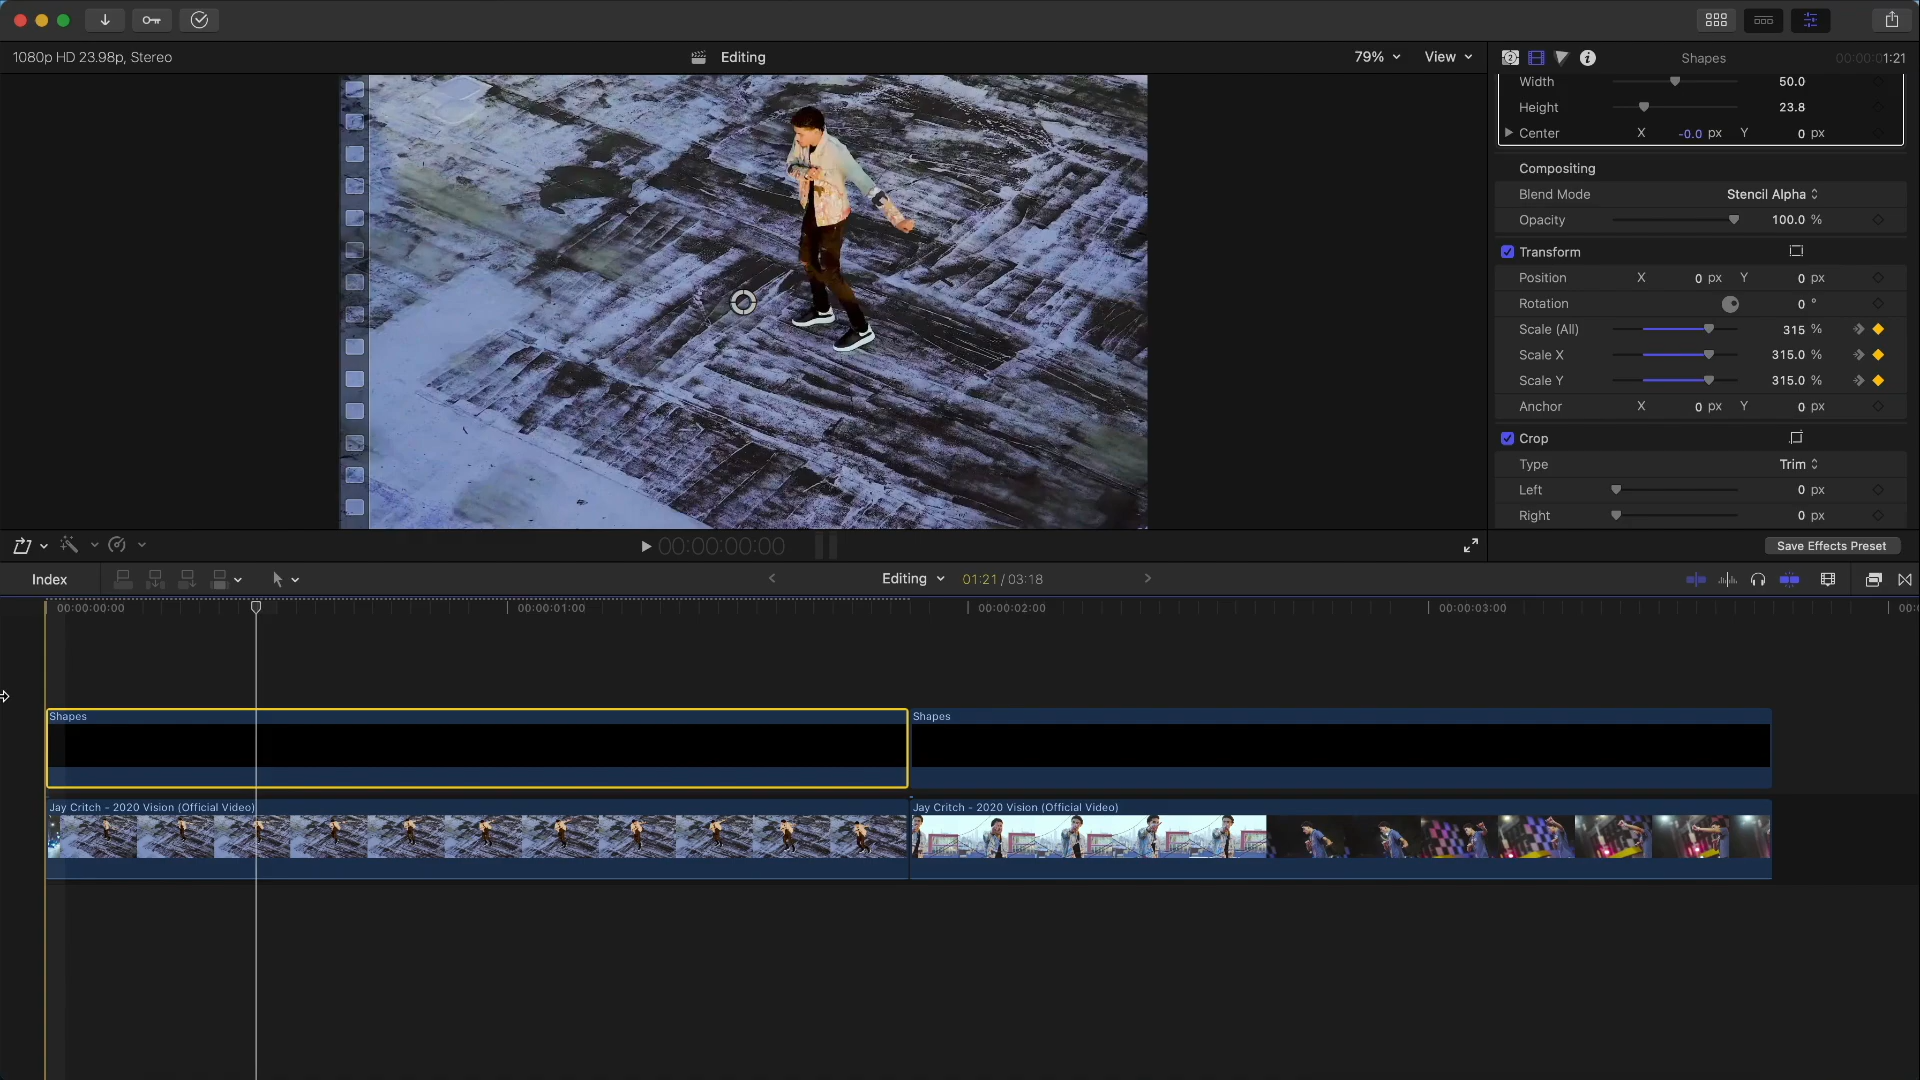 1080p HD 23.98p, Stereo
Editing
79%
View
Shapes
00:00:01:21
Width 50.0
Height 23.8
Center X -0.0 px Y 0 px
Compositing
Blend Mode Stencil Alpha
Opacity 100.0 %
Transform
Position X 0 px Y 0 px
Rotation 0 °
Scale (All) 315 %
Scale X 315.0 %
Scale Y 315.0 %
Anchor X 0 px Y 0 px
Crop
Type Trim
Left 0 px
Right 0 px
00:00:00:00
Save Effects Preset
Index
Editing
01:21 / 03:18
00:00:00:00
00:00:01:00
00:00:02:00
00:00:03:00
Shapes
Shapes
Jay Critch - 2020 Vision (Official Video)
Jay Critch - 2020 Vision (Official Video)